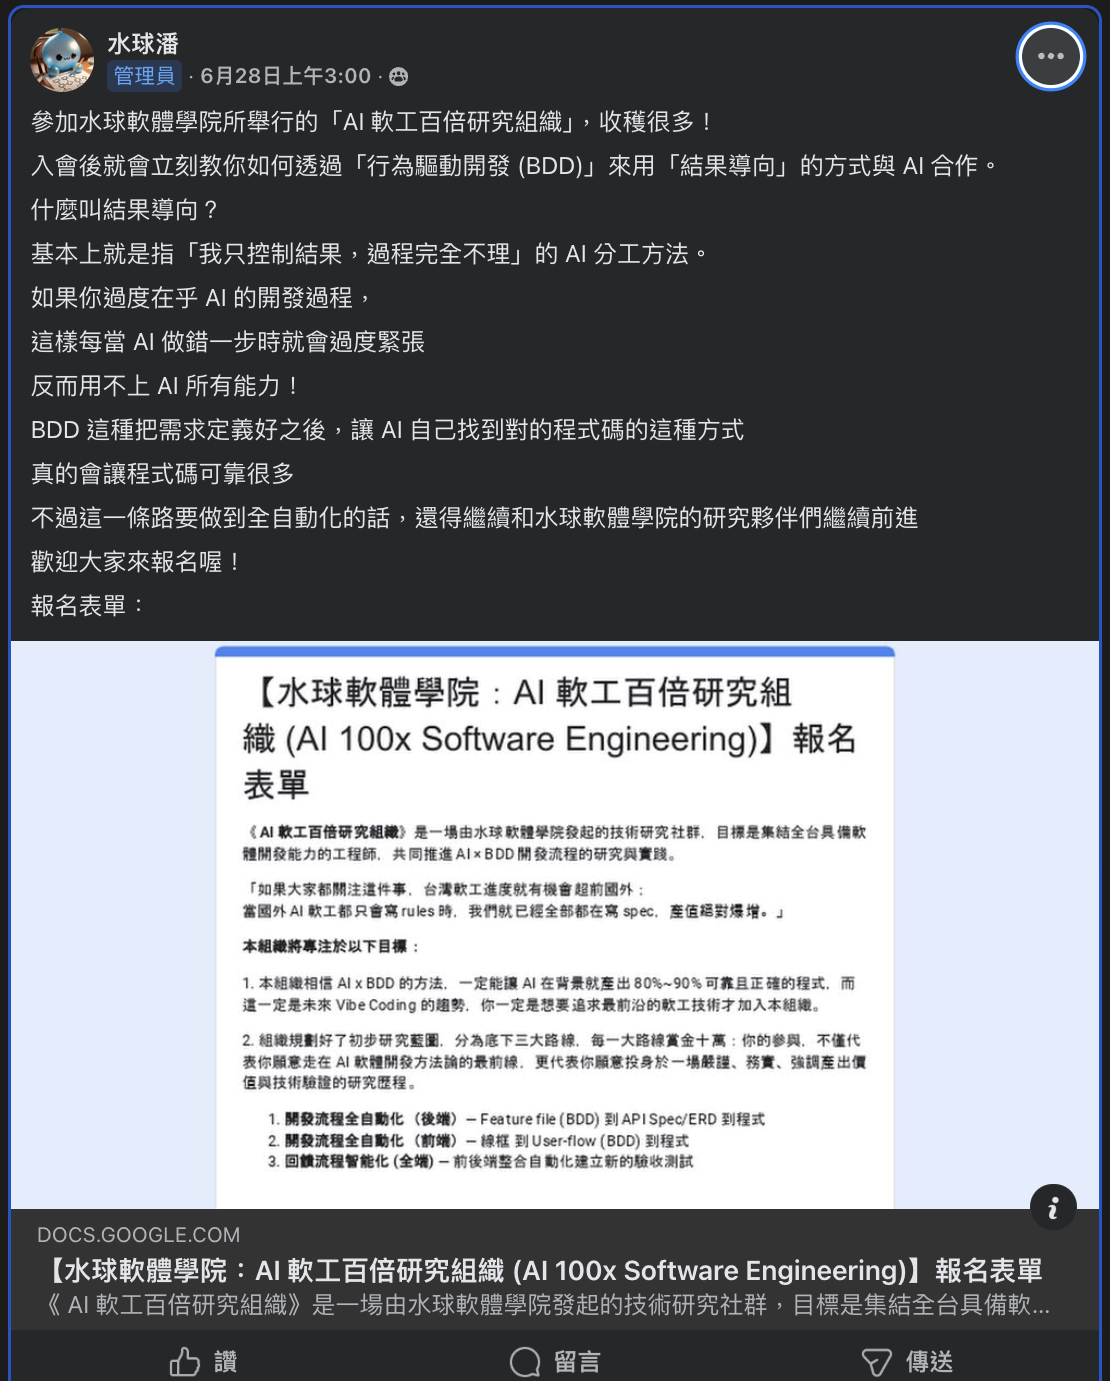 水球潘
管理員 · 6月28日上午3:00 ·
參加水球軟體學院所舉行的「AI 軟工百倍研究組織」，收穫很多！
入會後就會立刻教你如何透過「行為驅動開發 (BDD)」來用「結果導向」的方式與 AI 合作。
什麼叫結果導向？
基本上就是指「我只控制結果，過程完全不理」的 AI 分工方法。
如果你過度在乎 AI 的開發過程，
這樣每當 AI 做錯一步時就會過度緊張
反而用不上 AI 所有能力！
BDD 這種把需求定義好之後，讓 AI 自己找到對的程式碼的這種方式
真的會讓程式碼可靠很多
不過這一條路要做到全自動化的話，還得繼續和水球軟體學院的研究夥伴們繼續前進
歡迎大家來報名喔！
報名表單：
【水球軟體學院：AI 軟工百倍研究組
織 (AI 100x Software Engineering)】報名
表單
《AI 軟工百倍研究組織》是一場由水球軟體學院發起的技術研究社群，目標是集結全台具備軟
體開發能力的工程師，共同推進 AI × BDD 開發流程的研究與實踐。
「如果大家都關注這件事，台灣軟工進度就有機會超前國外：
當國外 AI 軟工都只會寫 rules 時，我們就已經全部都在寫 spec，產值絕對爆增。」
本組織將專注於以下目標：
1. 本組織相信 AI x BDD 的方法，一定能讓 AI 在背景就產出 80%~90% 可靠且正確的程式，而
這一定是未來 Vibe Coding 的趨勢，你一定是想要追求最前沿的軟工技術才加入本組織。
2. 組織規劃好了初步研究藍圖，分為底下三大路線，每一大路線賞金十萬：你的參與，不僅代
表你願意走在 AI 軟體開發方法論的最前線，更代表你願意投身於一場嚴謹、務實、強調產出價
值與技術驗證的研究歷程。
1. 開發流程全自動化（後端）— Feature file (BDD) 到 API Spec/ERD 到程式
2. 開發流程全自動化（前端）— 線框 到 User-flow (BDD) 到程式
3. 回饋流程智能化 (全端) — 前後端整合自動化建立新的驗收測試
DOCS.GOOGLE.COM
【水球軟體學院：AI 軟工百倍研究組織 (AI 100x Software Engineering)】報名表單
《 AI 軟工百倍研究組織》是一場由水球軟體學院發起的技術研究社群，目標是集結全台具備軟...
讚 留言 傳送